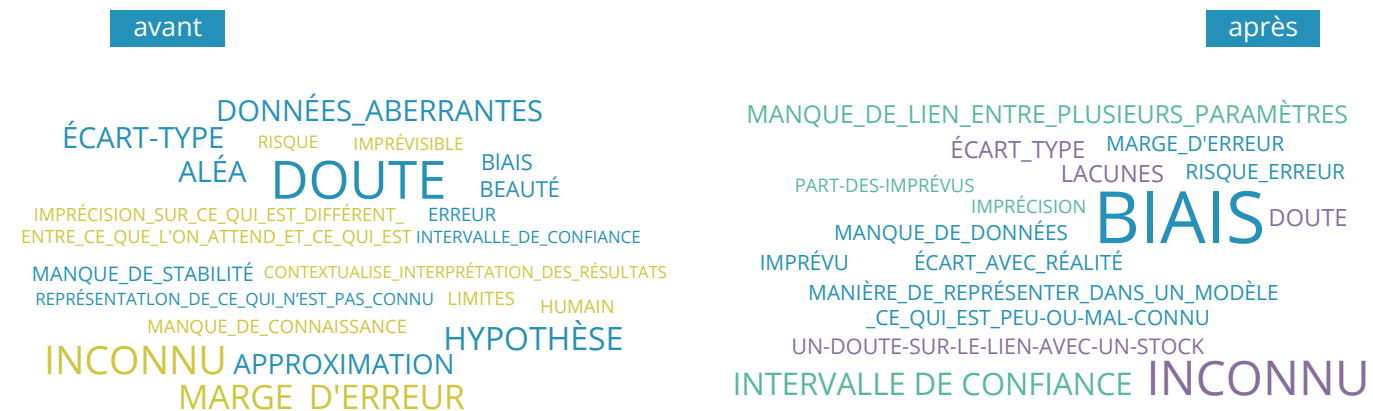 avant
DONNÉES_ABERRANTES
ÉCART-TYPE
RISQUE
IMPRÉVISIBLE
ALÉA
DOUTE
BIAIS
BEAUTÉ
IMPRÉCISION_SUR_CE_QUI_EST_DIFFÉRENT_
ERREUR
ENTRE_CE_QUE_L'ON_ATTEND_ET_CE_QUI_EST
INTERVALLE_DE_CONFIANCE
MANQUE_DE_STABILITÉ
CONTEXTUALISE_INTERPRÉTATION_DES_RÉSULTATS
REPRÉSENTATLON_DE_CE_QUI_N’EST_PAS_CONNU
LIMITES
HUMAIN
MANQUE_DE_CONNAISSANCE
HYPOTHÈSE
INCONNU
APPROXIMATION
MARGE_D'ERREUR
après
MANQUE_DE_LIEN_ENTRE_PLUSIEURS_PARAMÈTRES
ÉCART_TYPE
MARGE_D'ERREUR
LACUNES
RISQUE_ERREUR
PART-DES-IMPRÉVUS
IMPRÉCISION
BIAIS
DOUTE
MANQUE_DE_DONNÉES
IMPRÉVU
ÉCART_AVEC_RÉALITÉ
MANIÈRE_DE_REPRÉSENTER_DANS_UN_MODÈLE
_CE_QUI_EST_PEU-OU-MAL-CONNU
UN-DOUTE-SUR-LE-LIEN-AVEC-UN-STOCK
INTERVALLE DE CONFIANCE
INCONNU